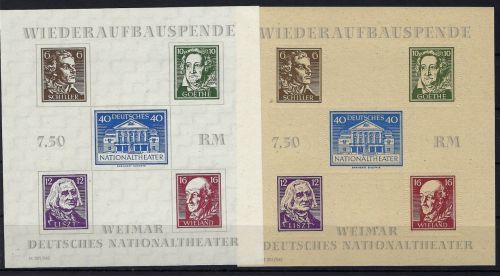 WIEDERAUFBAUSPENDE
6 6
SCHILLER
10 10
GOETHE
40 DEUTSCHES 40
NATIONALTHEATER
7.50 RM
12 12
LISZT
16 16
WIELAND
WEIMAR
DEUTSCHES NATIONALTHEATER
WIEDERAUFBAUSPENDE
6 6
SCHILLER
10 10
GOETHE
40 DEUTSCHES 40
NATIONALTHEATER
7.50 RM
12 12
LISZT
16 16
WIELAND
WEIMAR
DEUTSCHES NATIONALTHEATER